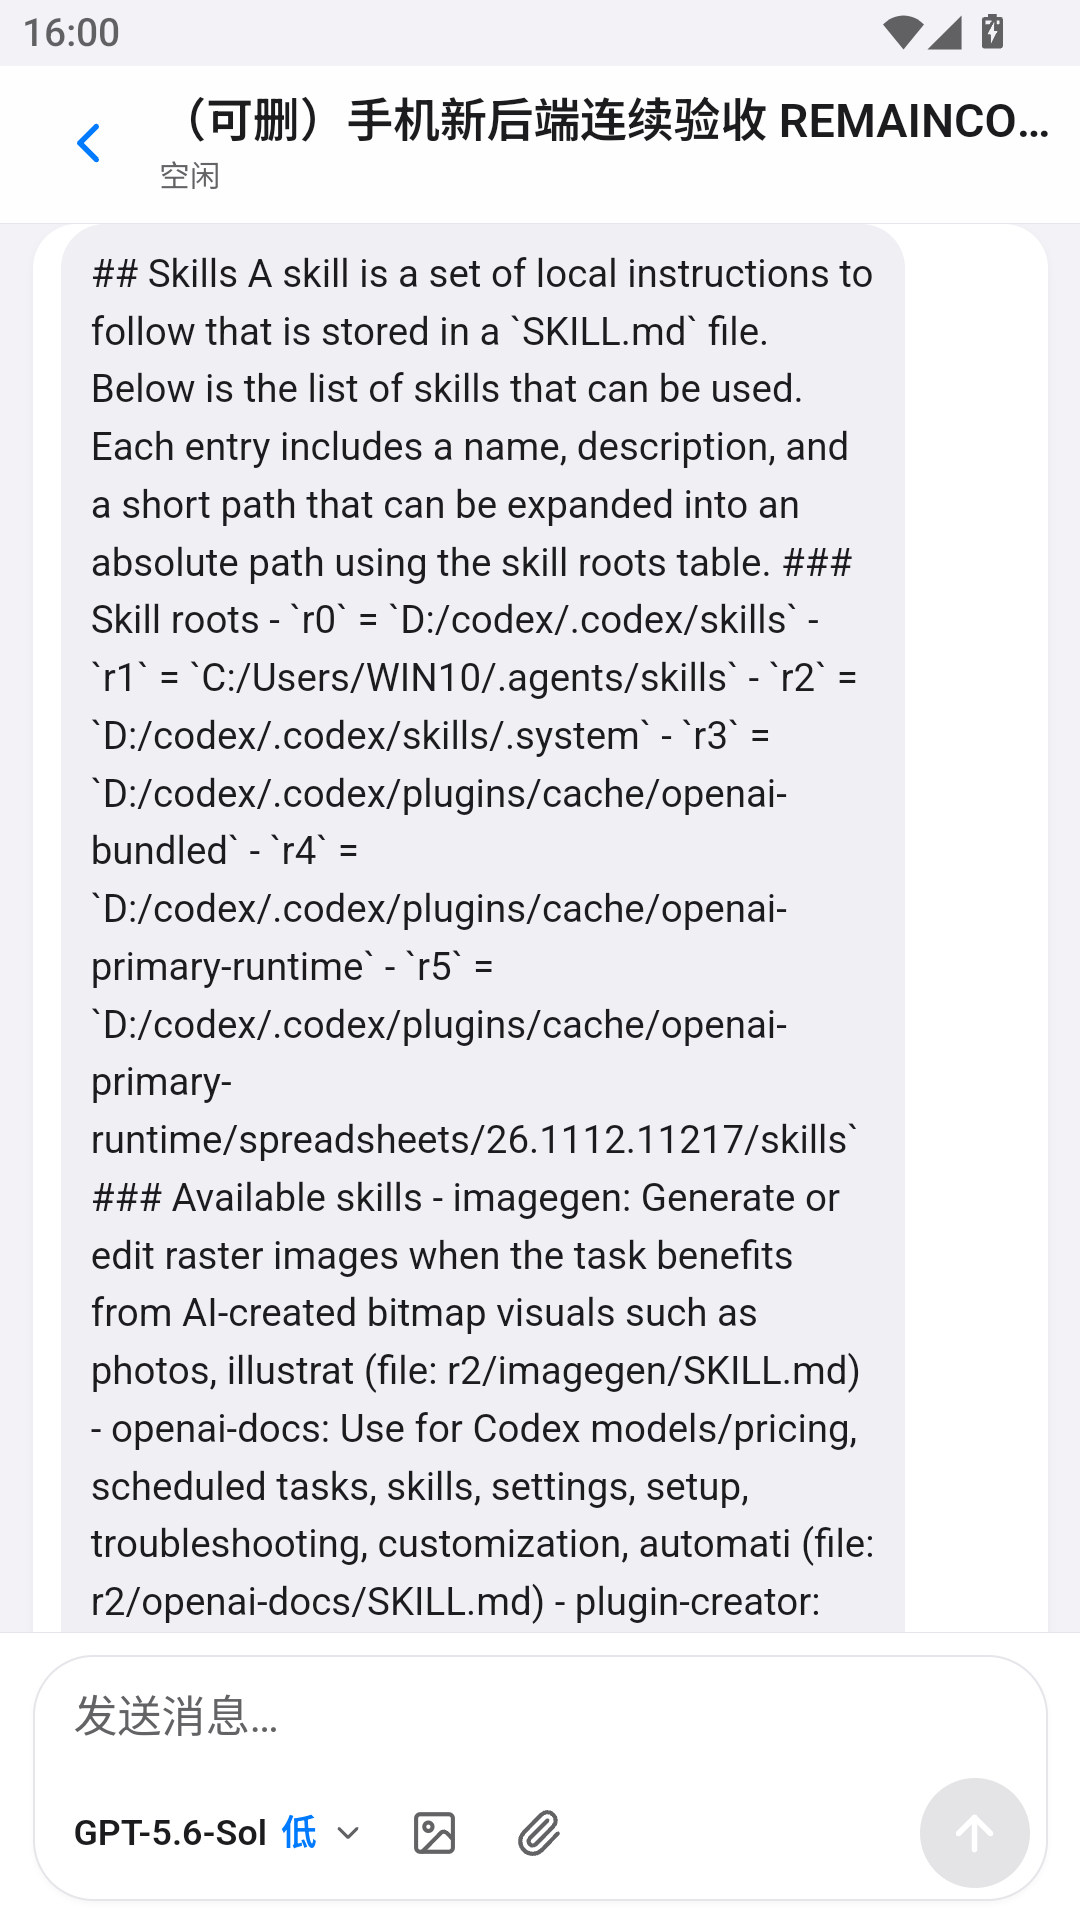 16:00
（可删）手机新后端连续验收 REMAINCO...
空闲
## Skills A skill is a set of local instructions to
follow that is stored in a `SKILL.md` file.
Below is the list of skills that can be used.
Each entry includes a name, description, and
a short path that can be expanded into an
absolute path using the skill roots table. ###
Skill roots - `r0` = `D:/codex/.codex/skills` -
`r1` = `C:/Users/WIN10/.agents/skills` - `r2` =
`D:/codex/.codex/skills/.system` - `r3` =
`D:/codex/.codex/plugins/cache/openai-
bundled` - `r4` =
`D:/codex/.codex/plugins/cache/openai-
primary-runtime` - `r5` =
`D:/codex/.codex/plugins/cache/openai-
primary-
runtime/spreadsheets/26.1112.11217/skills`
### Available skills - imagegen: Generate or
edit raster images when the task benefits
from AI-created bitmap visuals such as
photos, illustrat (file: r2/imagegen/SKILL.md)
- openai-docs: Use for Codex models/pricing,
scheduled tasks, skills, settings, setup,
troubleshooting, customization, automati (file:
r2/openai-docs/SKILL.md) - plugin-creator:
发送消息...
GPT-5.6-Sol 低